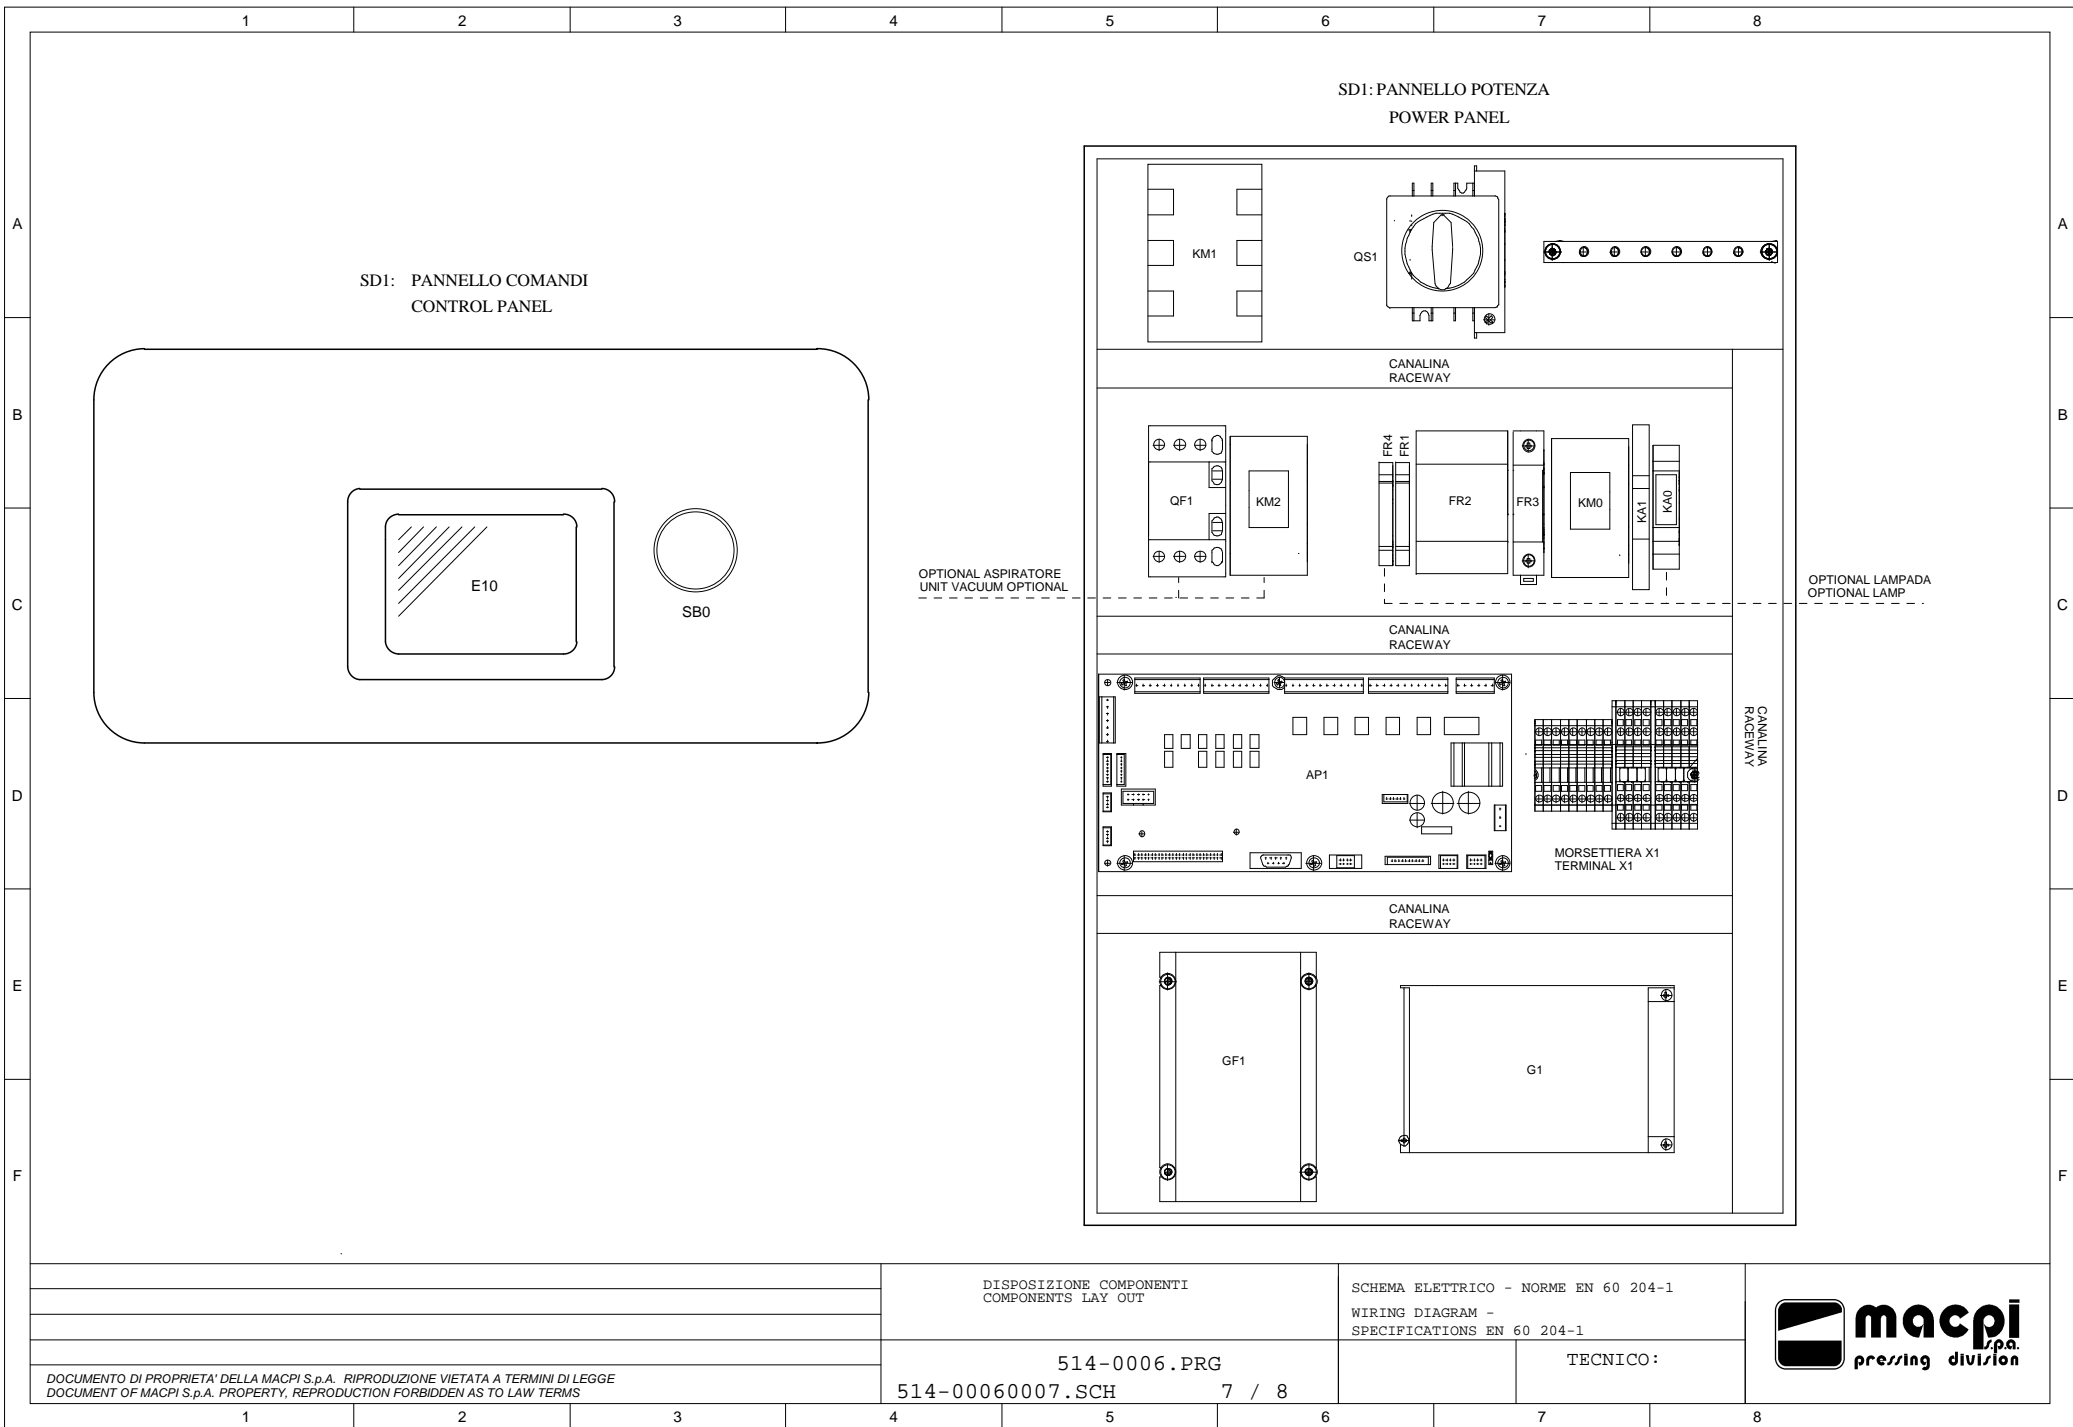 1 2 3 4 5 6 7 8
SD1: PANNELLO POTENZA
POWER PANEL
A
A
KM1
QS1
SD1: PANNELLO COMANDI
CONTROL PANEL
CANALINA
RACEWAY
B
B
FR4
FR1
QF1
KM2
FR2
FR3
KM0
KA1
KA0
E10
SB0
OPTIONAL ASPIRATORE
UNIT VACUUM OPTIONAL
OPTIONAL LAMPADA
OPTIONAL LAMP
C
C
CANALINA
RACEWAY
CANALINA
RACEWAY
AP1
D
D
MORSETTIERA X1
TERMINAL X1
CANALINA
RACEWAY
E
E
GF1
G1
F
F
DISPOSIZIONE COMPONENTI
COMPONENTS LAY OUT
SCHEMA ELETTRICO - NORME EN 60 204-1
WIRING DIAGRAM -
SPECIFICATIONS EN 60 204-1
macpi
s.p.a.
pressing division
514-0006.PRG
TECNICO:
514-00060007.SCH 7 / 8
DOCUMENTO DI PROPRIETA' DELLA MACPI S.p.A. RIPRODUZIONE VIETATA A TERMINI DI LEGGE
DOCUMENT OF MACPI S.p.A. PROPERTY, REPRODUCTION FORBIDDEN AS TO LAW TERMS
1 2 3 4 5 6 7 8